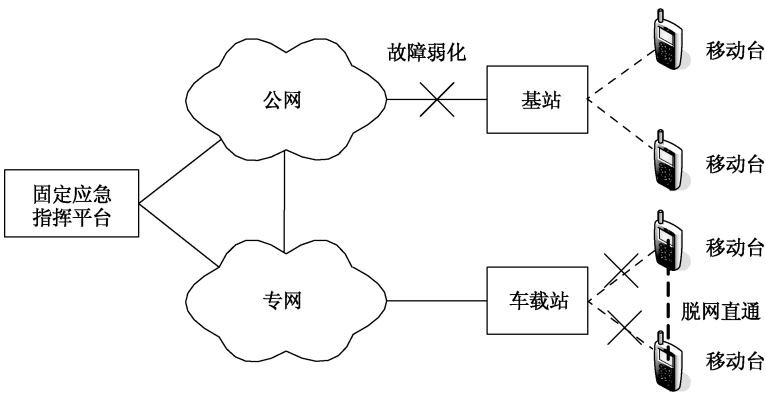 故障弱化
移动台
公网
基站
移动台
固定应急
指挥平台
移动台
专网
车载站
脱网直通
移动台